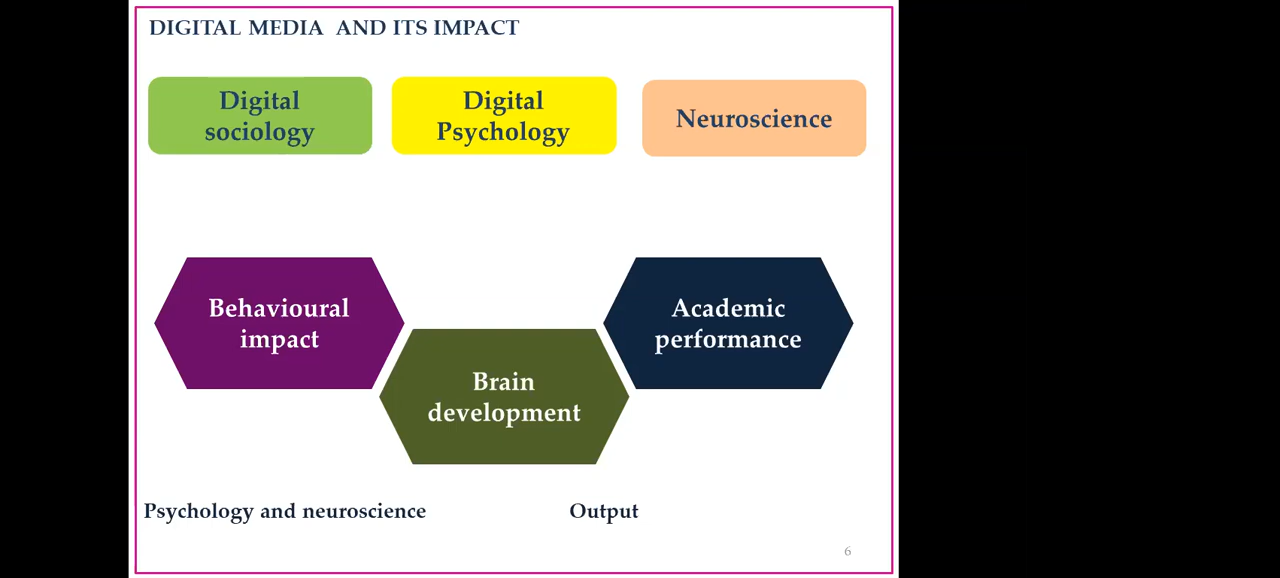 DIGITAL MEDIA AND ITS IMPACT
Digital
sociology
Digital
Psychology
Neuroscience
Behavioural
impact
Academic
performance
Brain
development
Psychology and neuroscience
Output
6